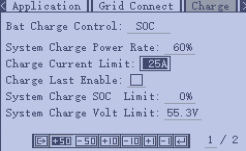 Application Grid Connect Charge
Bat Charge Control: SOC
System Charge Power Rate: 60%
Charge Current Limit: 25A
Charge Last Enable:
System Charge SOC Limit: 0%
System Charge Volt Limit: 55.3V
+50 -50 +10 -10 +1 -1 1 / 2